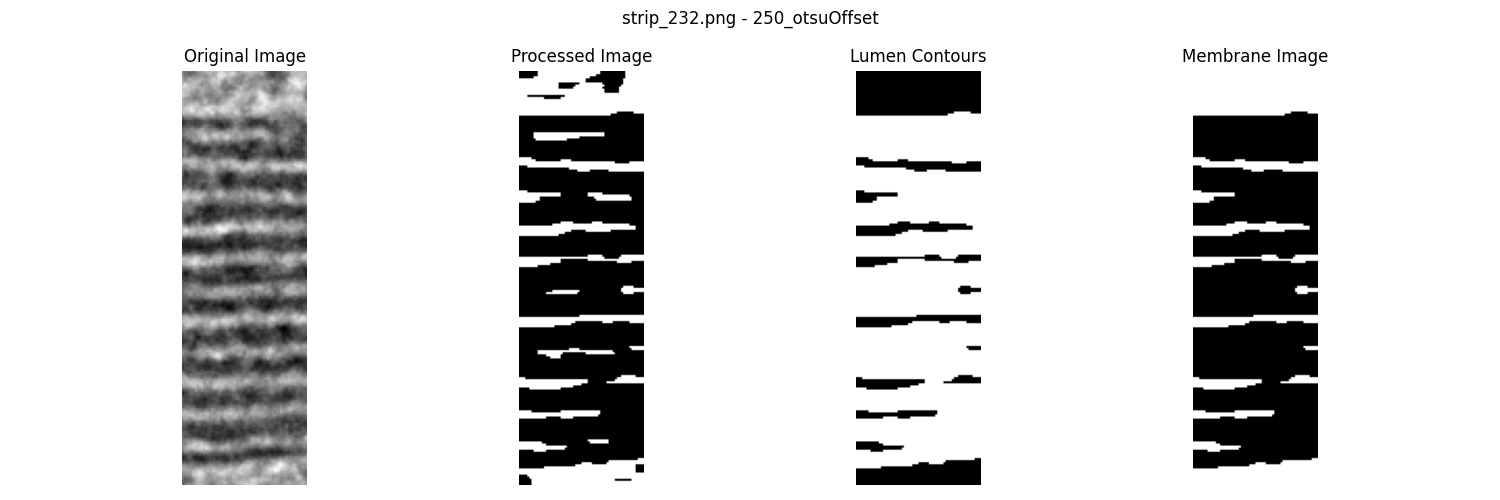 strip_232.png - 250_otsuOffset
Original Image
Processed Image
Lumen Contours
Membrane Image